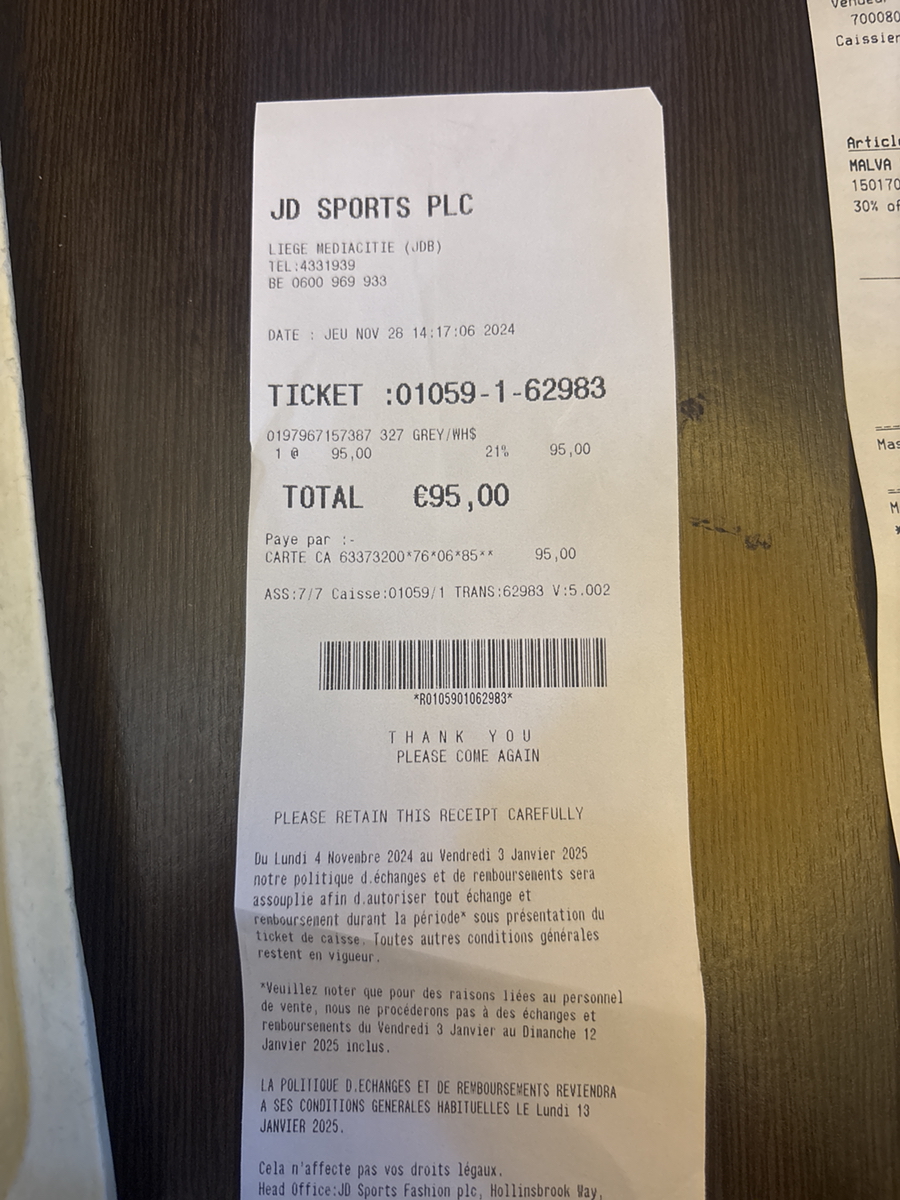 JD SPORTS PLC
LIEGE MEDIACITIE (JDB)
TEL:4331939
BE 0600 969 933
DATE : JEU NOV 28 14:17:06 2024
TICKET :01059-1-62983
0197967157387 327 GREY/WH$
1 @ 95,00 21% 95,00
TOTAL €95,00
Paye par :-
CARTE CA 63373200*76*06*85** 95,00
ASS:7/7 Caisse:01059/1 TRANS:62983 V:5.002
*R0105901062983*
THANK YOU
PLEASE COME AGAIN
PLEASE RETAIN THIS RECEIPT CAREFULLY
Du Lundi 4 Novembre 2024 au Vendredi 3 Janvier 2025
notre politique d.échanges et de remboursements sera
assouplie afin d.autoriser tout échange et
remboursement durant la période* sous présentation du
ticket de caisse. Toutes autres conditions générales
restent en vigueur.
*Veuillez noter que pour des raisons liées au personnel
de vente, nous ne procéderons pas à des échanges et
remboursements du Vendredi 3 Janvier au Dimanche 12
Janvier 2025 inclus.
LA POLITIQUE D.ECHANGES ET DE REMBOURSEMENTS REVIENDRA
A SES CONDITIONS GENERALES HABITUELLES LE Lundi 13
JANVIER 2025.
Cela n'affecte pas vos droits légaux.
Head Office:JD Sports Fashion plc, Hollinsbrook Way,
70008
Caissier
MALVA
150170
30%